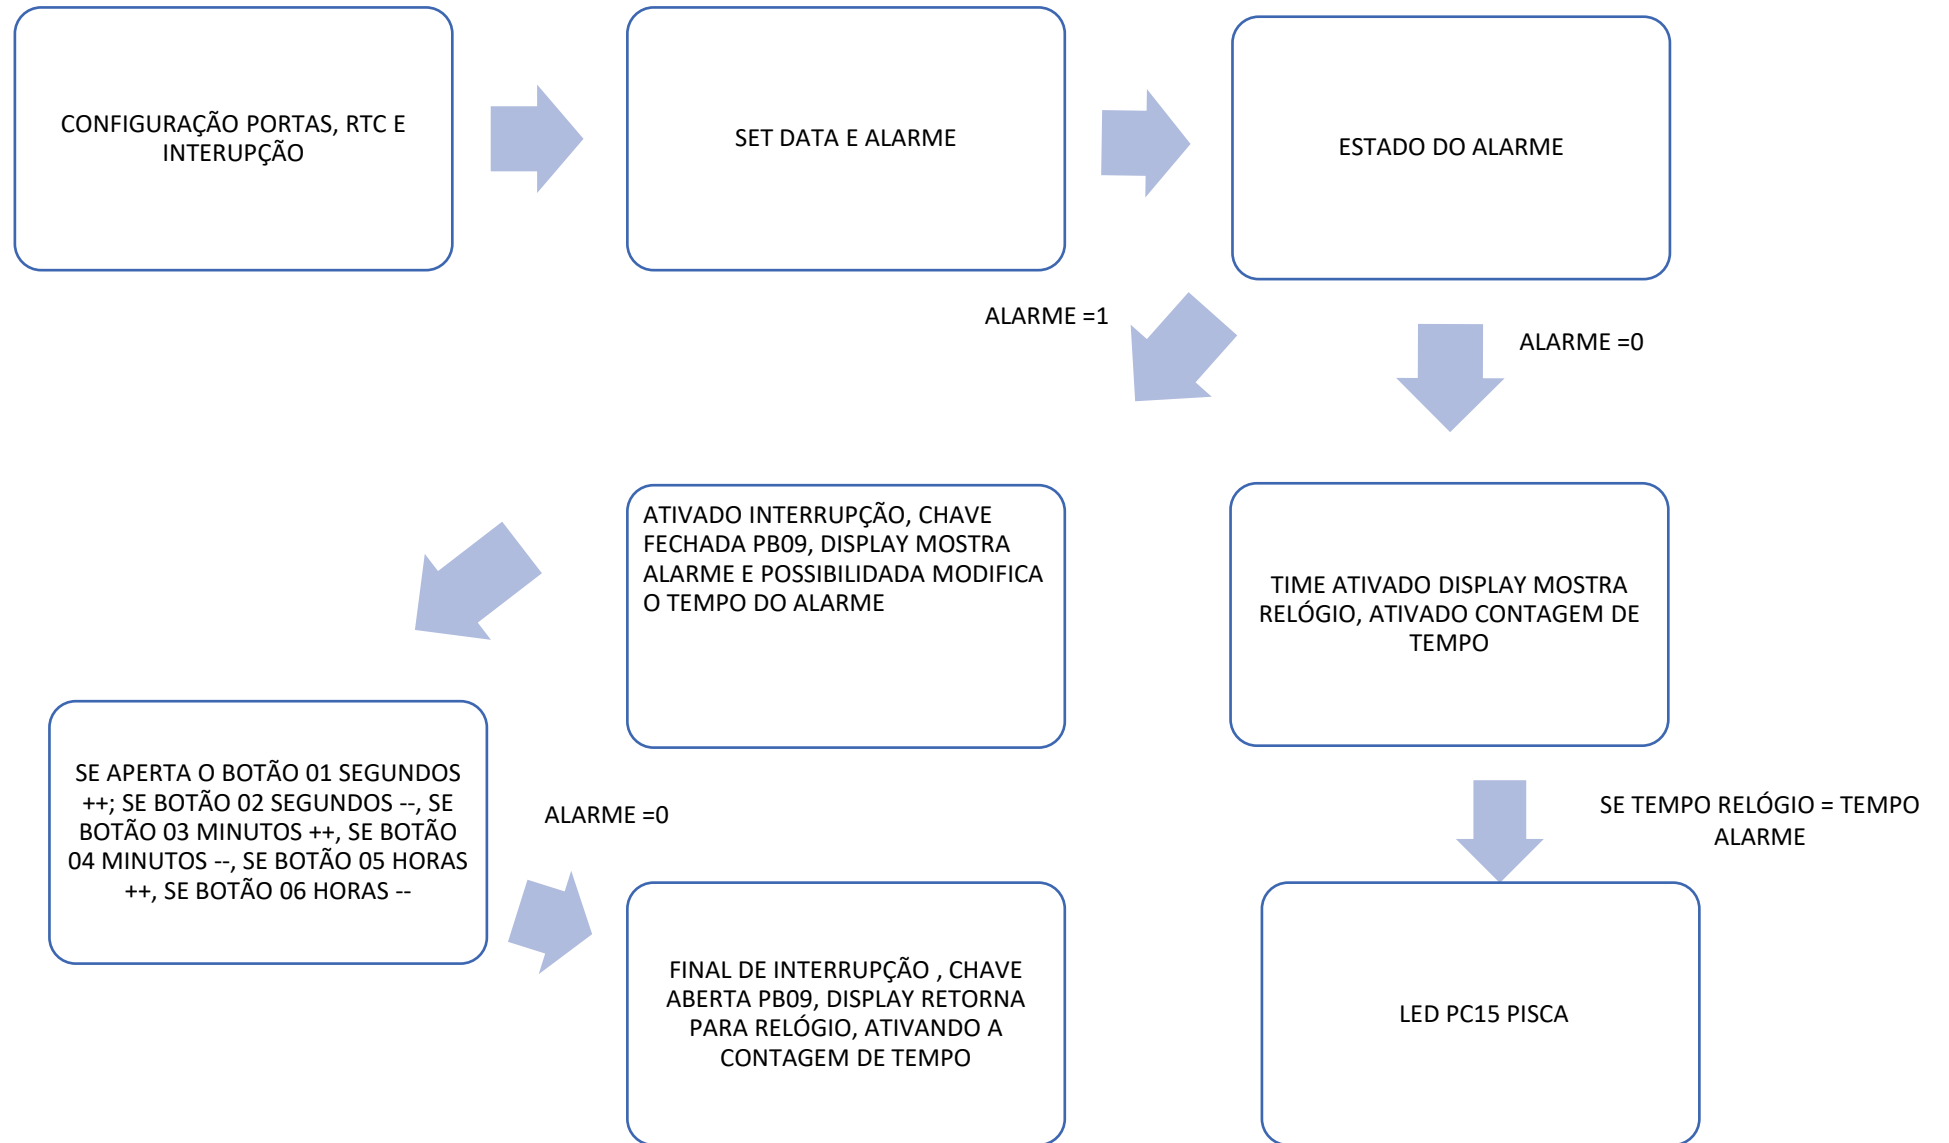 CONFIGURAÇÃO PORTAS, RTC E
INTERUPÇÃO
SET DATA E ALARME
ESTADO DO ALARME
ALARME =1
ALARME =0
ATIVADO INTERRUPÇÃO, CHAVE
FECHADA PB09, DISPLAY MOSTRA
ALARME E POSSIBILIDADA MODIFICA
O TEMPO DO ALARME
TIME ATIVADO DISPLAY MOSTRA
RELÓGIO, ATIVADO CONTAGEM DE
TEMPO
SE APERTA O BOTÃO 01 SEGUNDOS
++; SE BOTÃO 02 SEGUNDOS --, SE
BOTÃO 03 MINUTOS ++, SE BOTÃO
04 MINUTOS --, SE BOTÃO 05 HORAS
++, SE BOTÃO 06 HORAS --
ALARME =0
SE TEMPO RELÓGIO = TEMPO
ALARME
FINAL DE INTERRUPÇÃO , CHAVE
ABERTA PB09, DISPLAY RETORNA
PARA RELÓGIO, ATIVANDO A
CONTAGEM DE TEMPO
LED PC15 PISCA